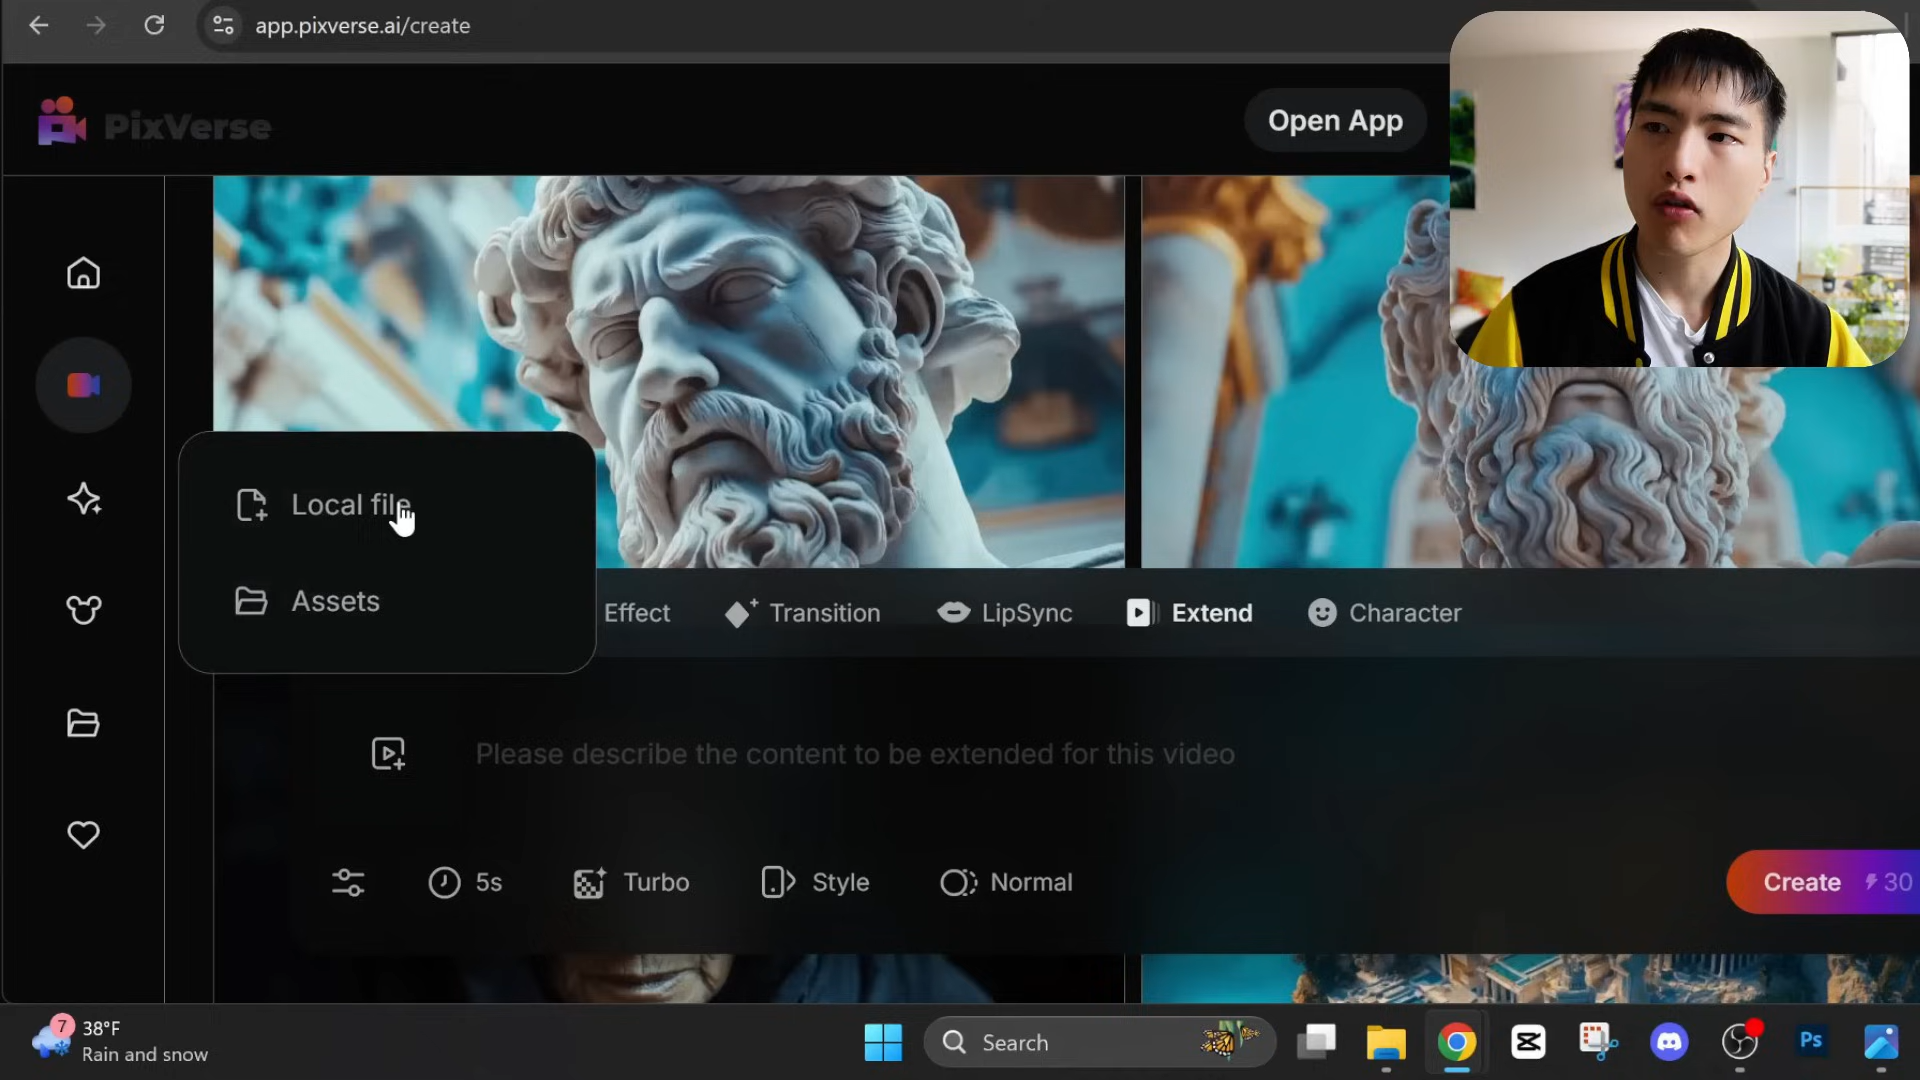 app.pixverse.ai/create
PixVerse
Open App
Local file
Assets
Effect
Transition
LipSync
Extend
Character
Please describe the content to be extended for this video
5s
Turbo
Style
Normal
Create
30
7
38°F
Rain and snow
Search
Ps